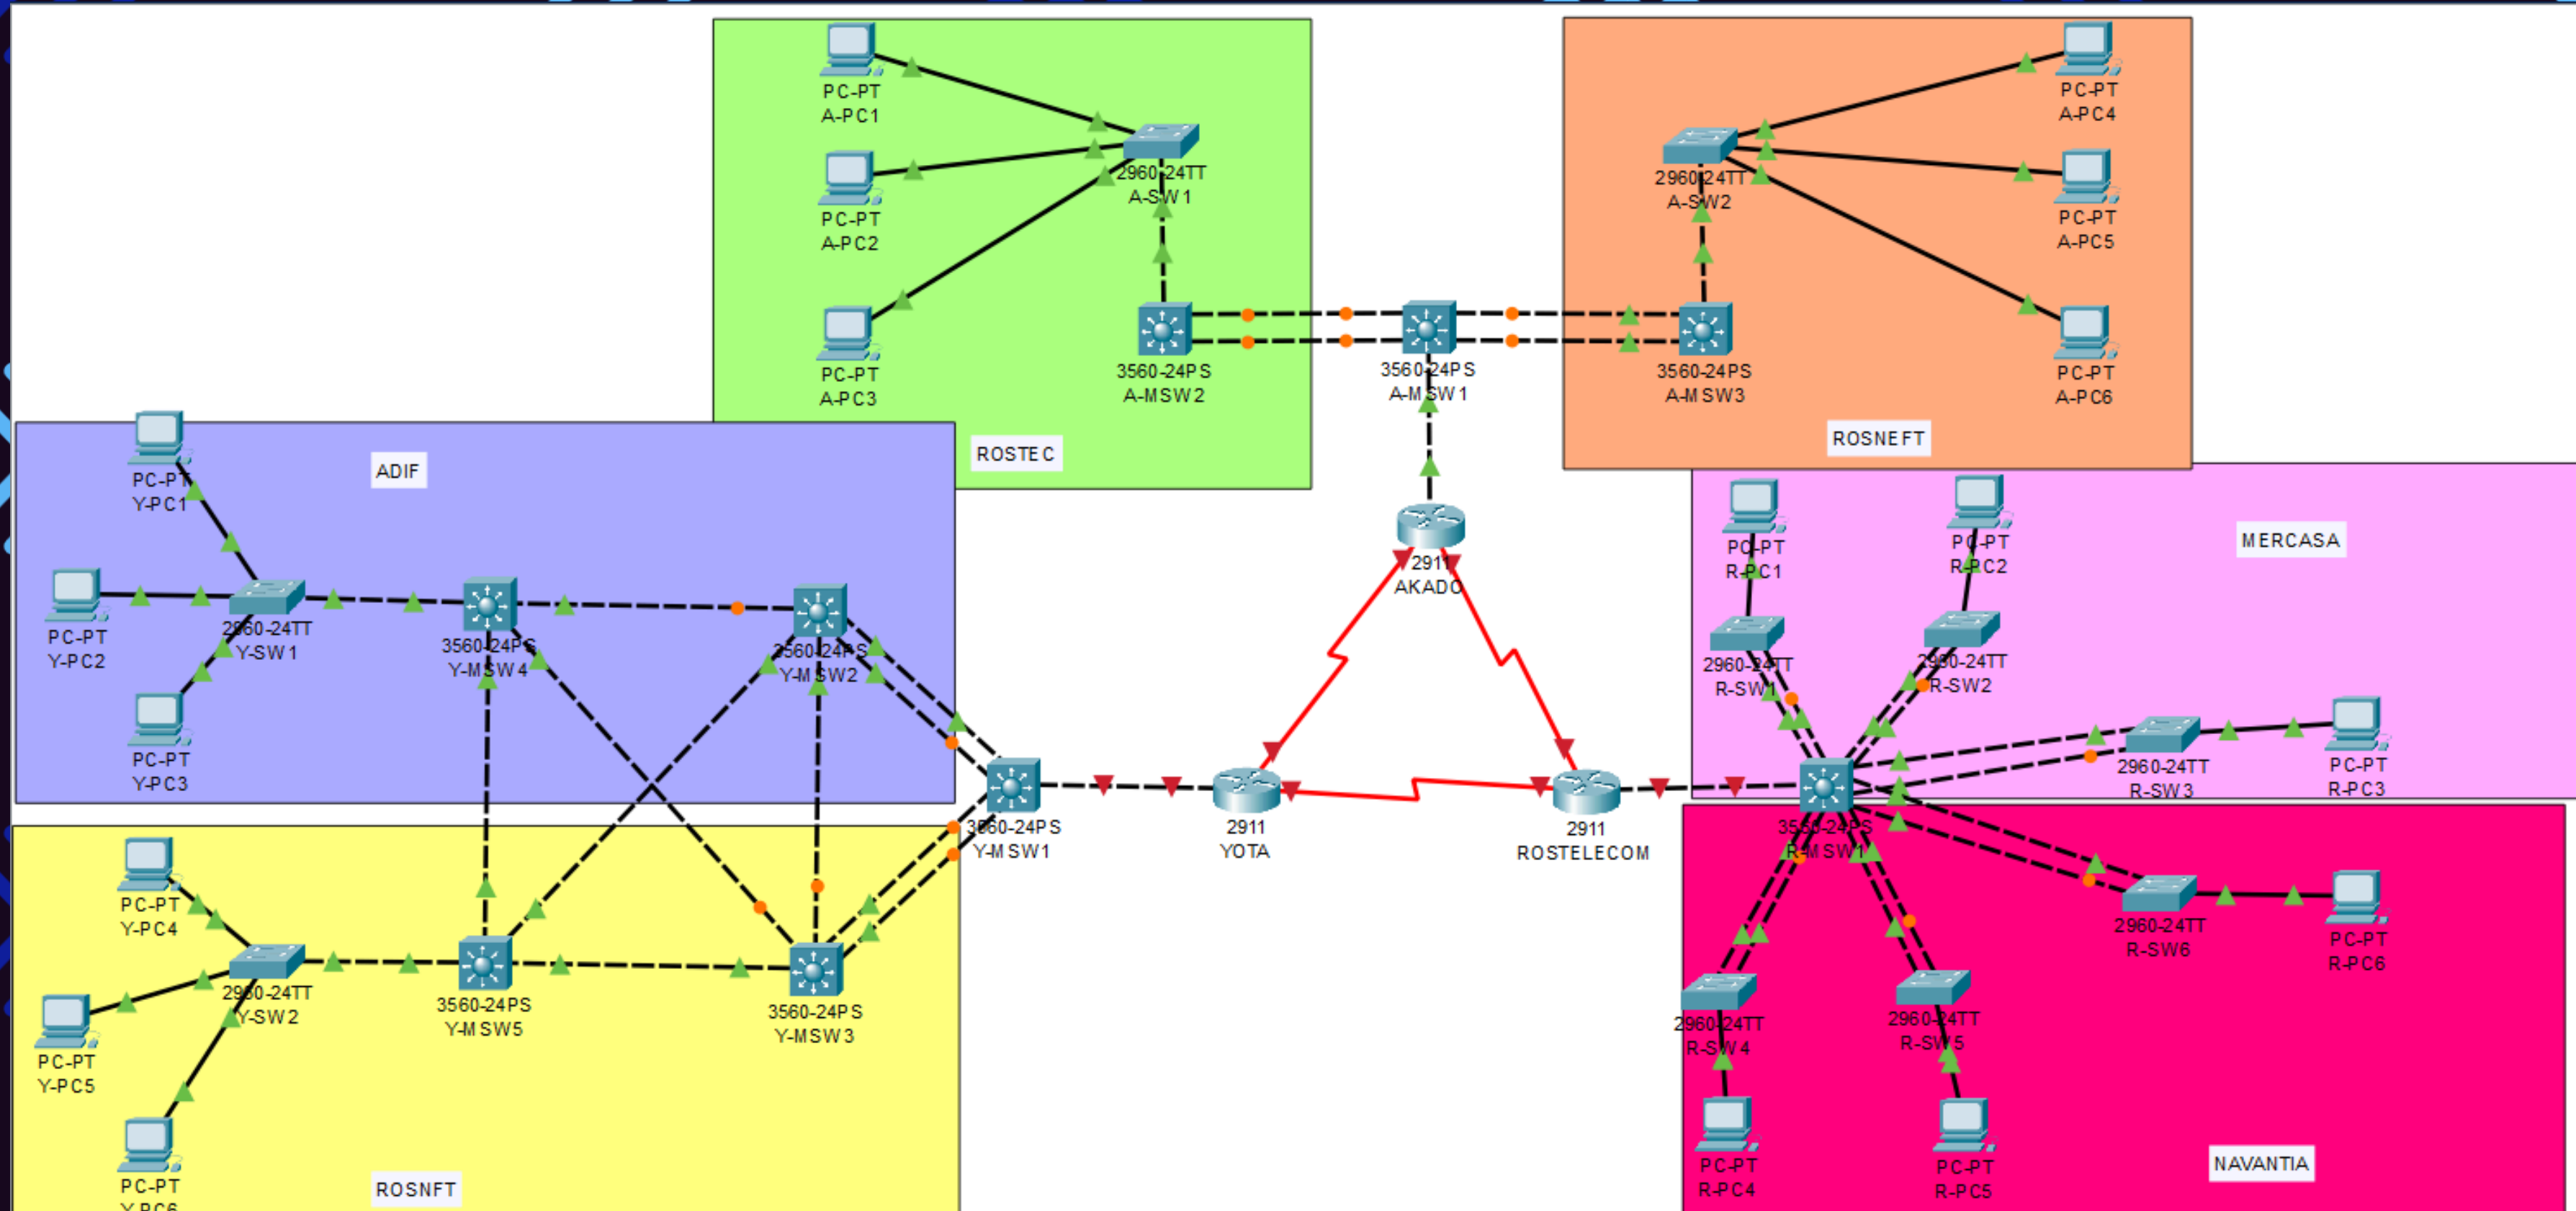 PC-PT
A-PC1
PC-PT
A-PC2
PC-PT
A-PC3
2960-24TT
A-SW1
3560-24PS
A-MSW2
ROSTEC
3560-24PS
A-MSW1
2960-24TT
A-SW2
3560-24PS
A-MSW3
PC-PT
A-PC4
PC-PT
A-PC5
PC-PT
A-PC6
ROSNEFT
ADIF
PC-PT
Y-PC1
PC-PT
Y-PC2
PC-PT
Y-PC3
2960-24TT
Y-SW1
3560-24PS
Y-MSW4
3560-24PS
Y-MSW2
2911
AKADO
3560-24PS
Y-MSW1
2911
YOTA
2911
ROSTELECOM
PC-PT
R-PC1
PC-PT
R-PC2
MERCASA
2960-24TT
R-SW1
2960-24TT
R-SW2
2960-24TT
R-SW3
PC-PT
R-PC3
3560-24PS
R-MSW1
PC-PT
Y-PC4
PC-PT
Y-PC5
PC-PT
Y-PC6
2960-24TT
Y-SW2
3560-24PS
Y-MSW5
3560-24PS
Y-MSW3
ROSNFT
2960-24TT
R-SW6
PC-PT
R-PC6
2960-24TT
R-SW4
2960-24TT
R-SW5
PC-PT
R-PC4
PC-PT
R-PC5
NAVANTIA